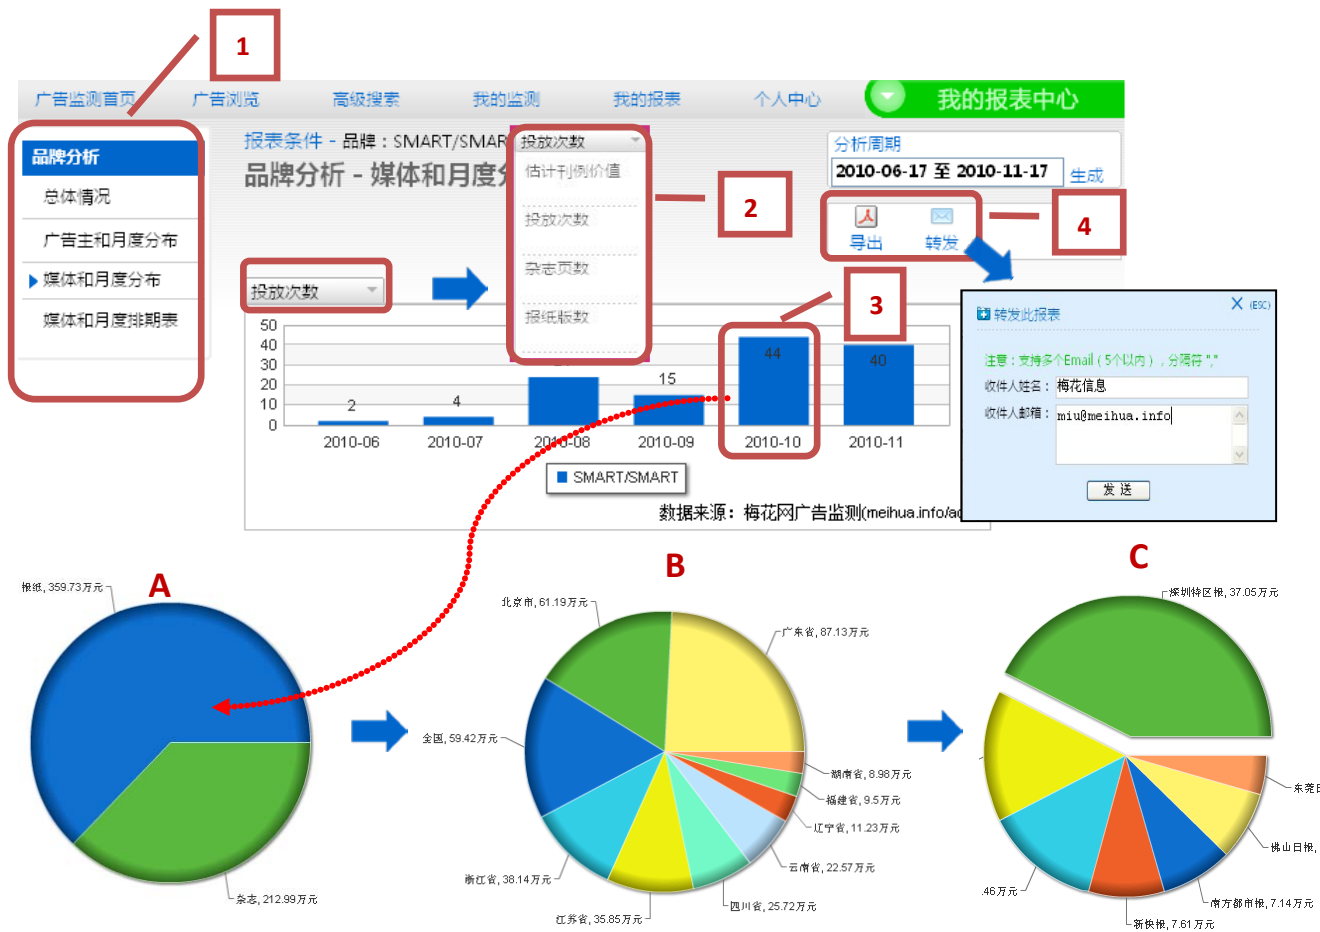 1
广告监测首页 广告浏览 高级搜索 我的监测 我的报表 个人中心 我的报表中心
品牌分析
总体情况
广告主和月度分布
媒体和月度分布
媒体和月度排期表
报表条件 - 品牌：SMART/SMAR
品牌分析 - 媒体和月度分
投放次数
估计刊例价值
投放次数
杂志页数
报纸版数
2
分析周期
2010-06-17 至 2010-11-17 生成
导出 转发
4
投放次数
3
50
40
30
20
10
0
2
4
15
44
40
2010-06 2010-07 2010-08 2010-09 2010-10 2010-11
SMART/SMART
数据来源：梅花网广告监测(meihua.info/ad
转发此报表
X (ESC)
注意：支持多个Email（5个以内），分隔符 ","
收件人姓名： 梅花信息
收件人邮箱： miu@meihua.info
发 送
A
报纸, 359.73万元
杂志, 212.99万元
B
北京市, 61.19万元
广东省, 87.13万元
全国, 59.42万元
湖南省, 8.98万元
福建省, 9.5万元
辽宁省, 11.23万元
云南省, 22.57万元
四川省, 25.72万元
江苏省, 35.85万元
浙江省, 38.14万元
C
深圳特区报, 37.05万元
东莞日
佛山日报,
南方都市报, 7.14万元
新快报, 7.61万元
.46万元